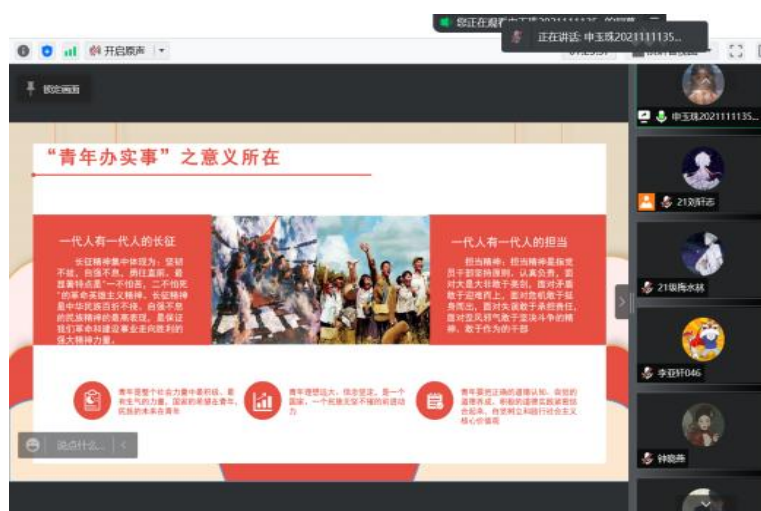 您正在观看申玉珠2021111135...的屏幕
正在讲话: 申玉珠2021111135...
开启原声
锁定画面
“青年办实事”之意义所在
一代人有一代人的长征
长征精神集中体现为：坚韧
不拔，自强不息，勇往直前。最
显著特点是“一不怕苦，二不怕死
”的革命英雄主义精神。长征精神
是中华民族百折不挠、自强不息
的民族精神的最高表现，是保证
我们革命和建设事业走向胜利的
强大精神力量。
一代人有一代人的担当
担当精神：担当精神是指党
员干部坚持原则、认真负责，面
对大是大非敢于亮剑，面对矛盾
敢于迎难而上，面对危机敢于挺
身而出，面对失误敢于承担责任，
面对歪风邪气敢于坚决斗争的精
神、敢于作为的干部
青年是整个社会力量中最积极、最
有生气的力量，国家的希望在青年，
民族的未来在青年
青年理想远大、信念坚定，是一个
国家、一个民族无坚不摧的前进动
力
青年要把正确的道德认知、自觉的
道德养成、积极的道德实践紧密结
合起来，自觉树立和践行社会主义
核心价值观
说点什么...
申玉珠2021111135...
21刘轩志
21级梅水林
李亚轩046
钟晓燕